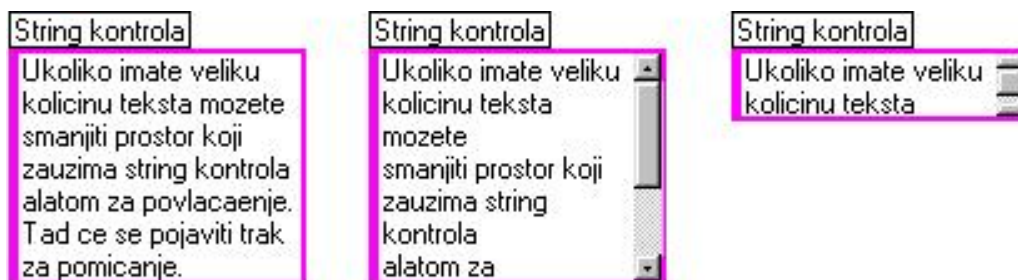 String kontrola
Ukoliko imate veliku
kolicinu teksta mozete
smanjiti prostor koji
zauzima string kontrola
alatom za povlacaenje.
Tad ce se pojaviti trak
za pomicanje.
String kontrola
Ukoliko imate veliku
kolicinu teksta
mozete
smanjiti prostor koji
zauzima string
kontrola
alatom za
String kontrola
Ukoliko imate veliku
kolicinu teksta